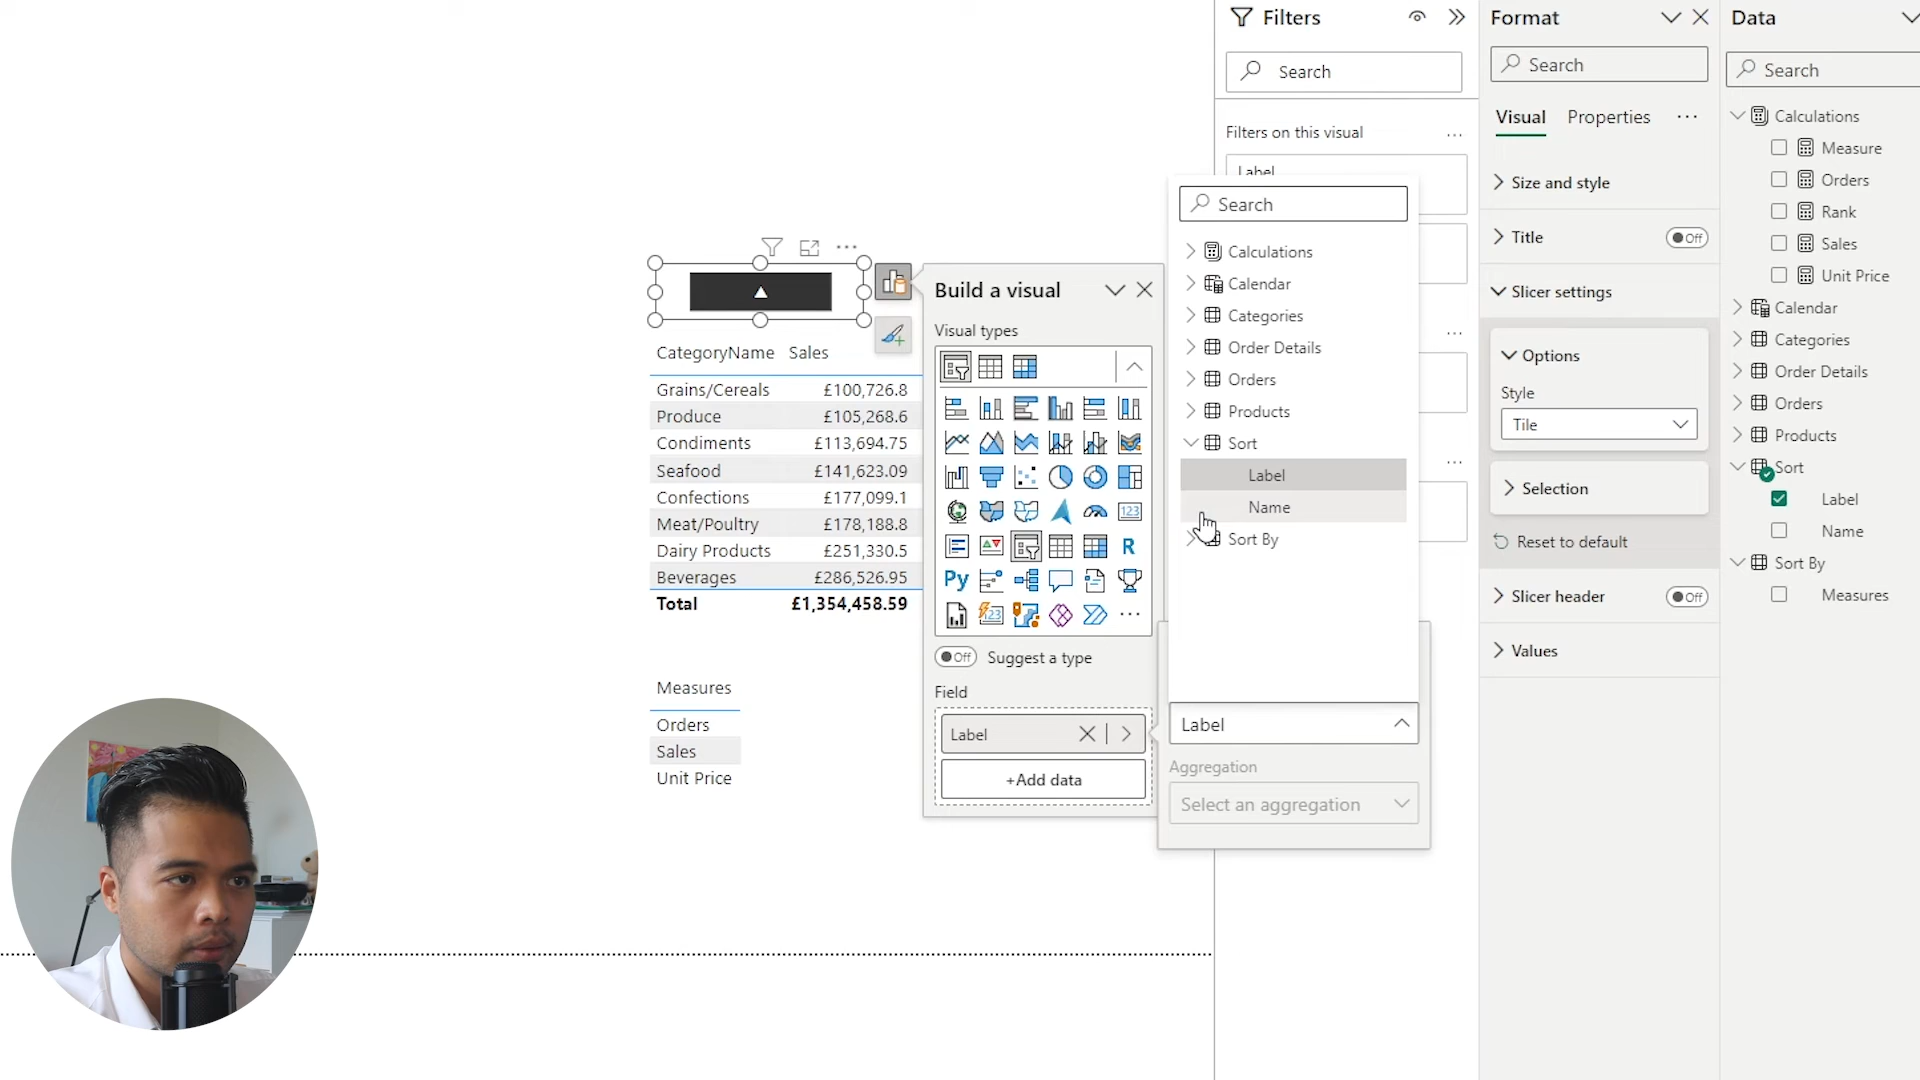 Filters
Search
Filters on this visual
Label
Format
Search
Visual Properties
Size and style
Title
Off
Slicer settings
Options
Style
Tile
Selection
Reset to default
Slicer header
Off
Values
Data
Search
Calculations
Measure
Orders
Rank
Sales
Unit Price
Calendar
Categories
Order Details
Orders
Products
Sort
Label
Name
Sort By
Measures
Search
Calculations
Calendar
Categories
Order Details
Orders
Products
Sort
Label
Name
Sort By
Label
Aggregation
Select an aggregation
Build a visual
Visual types
123
R
Py
123
Off
Suggest a type
Field
Label
+Add data
CategoryName Sales
Grains/Cereals £100,726.8
Produce £105,268.6
Condiments £113,694.75
Seafood £141,623.09
Confections £177,099.1
Meat/Poultry £178,188.8
Dairy Products £251,330.5
Beverages £286,526.95
Total £1,354,458.59
Measures
Orders
Sales
Unit Price